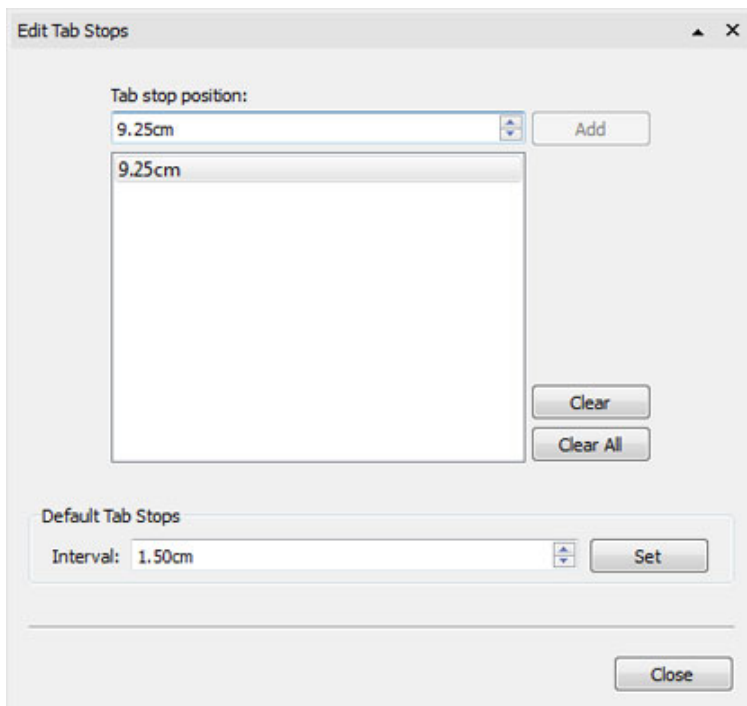 Edit Tab Stops
Tab stop position:
9.25cm
Add
9.25cm
Clear
Clear All
Default Tab Stops
Interval: 1.50cm
Set
Close